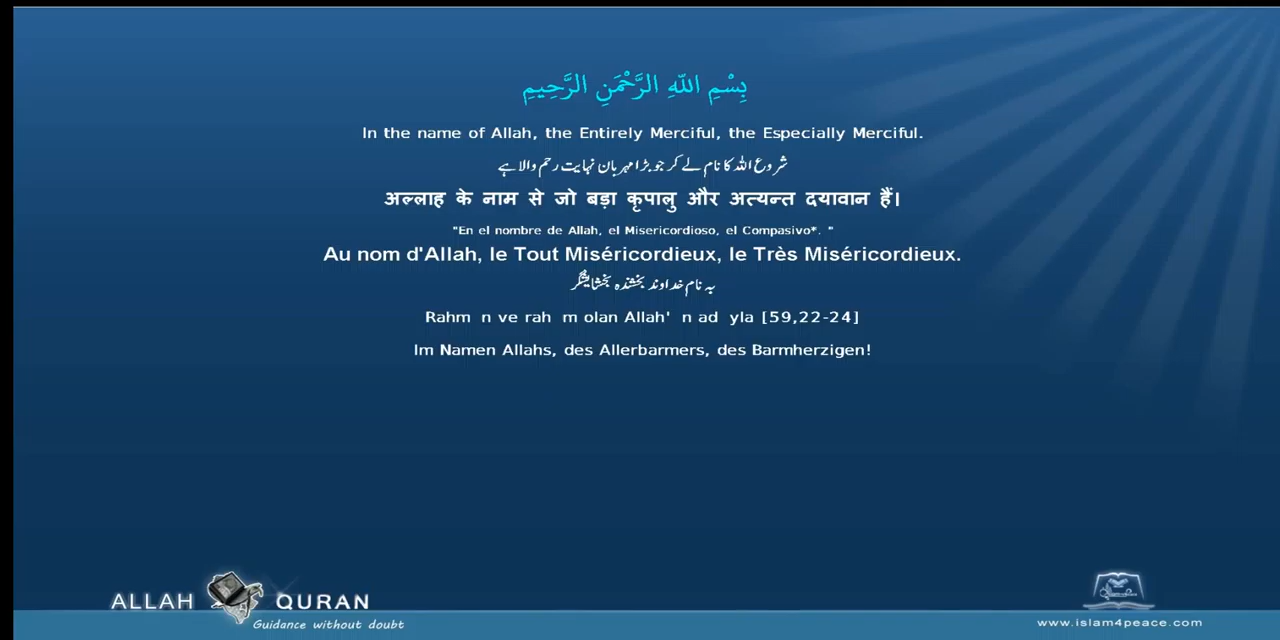 بِسْمِ اللّهِ الرَّحْمَنِ الرَّحِيمِ
In the name of Allah, the Entirely Merciful, the Especially Merciful.
شروع الله کا نام لے کر جو بڑا مہربان نہایت رحم والا ہے
अल्लाह के नाम से जो बड़ा कृपालु और अत्यन्त दयावान हैं।
"En el nombre de Allah, el Misericordioso, el Compasivo*. "
Au nom d'Allah, le Tout Miséricordieux, le Très Miséricordieux.
به نام خداوند بخشنده بخشایشگر
Rahm n ve rah m olan Allah' n ad yla [59,22-24]
Im Namen Allahs, des Allerbarmers, des Barmherzigen!
ALLAH QURAN
Guidance without doubt
www.islam4peace.com